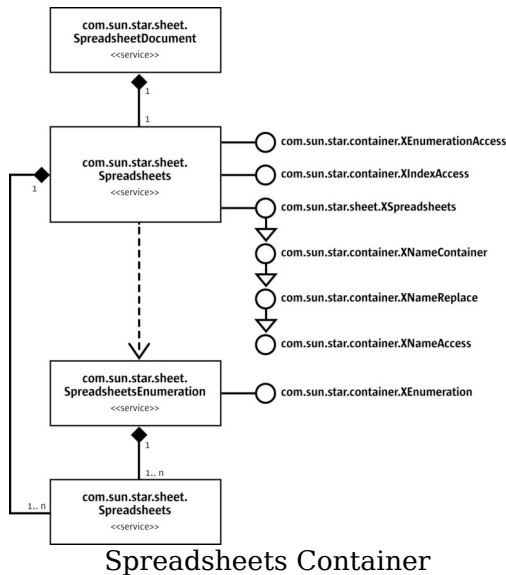 com.sun.star.sheet.
SpreadsheetDocument
<<service>>
1
1
com.sun.star.sheet.
Spreadsheets
<<service>>
1
com.sun.star.container.XEnumerationAccess
com.sun.star.container.XIndexAccess
com.sun.star.sheet.XSpreadsheets
com.sun.star.container.XNameContainer
com.sun.star.container.XNameReplace
com.sun.star.container.XNameAccess
com.sun.star.sheet.
SpreadsheetsEnumeration
<<service>>
com.sun.star.container.XEnumeration
1
1.. n
1.. n
com.sun.star.sheet.
Spreadsheets
<<service>>
Spreadsheets Container